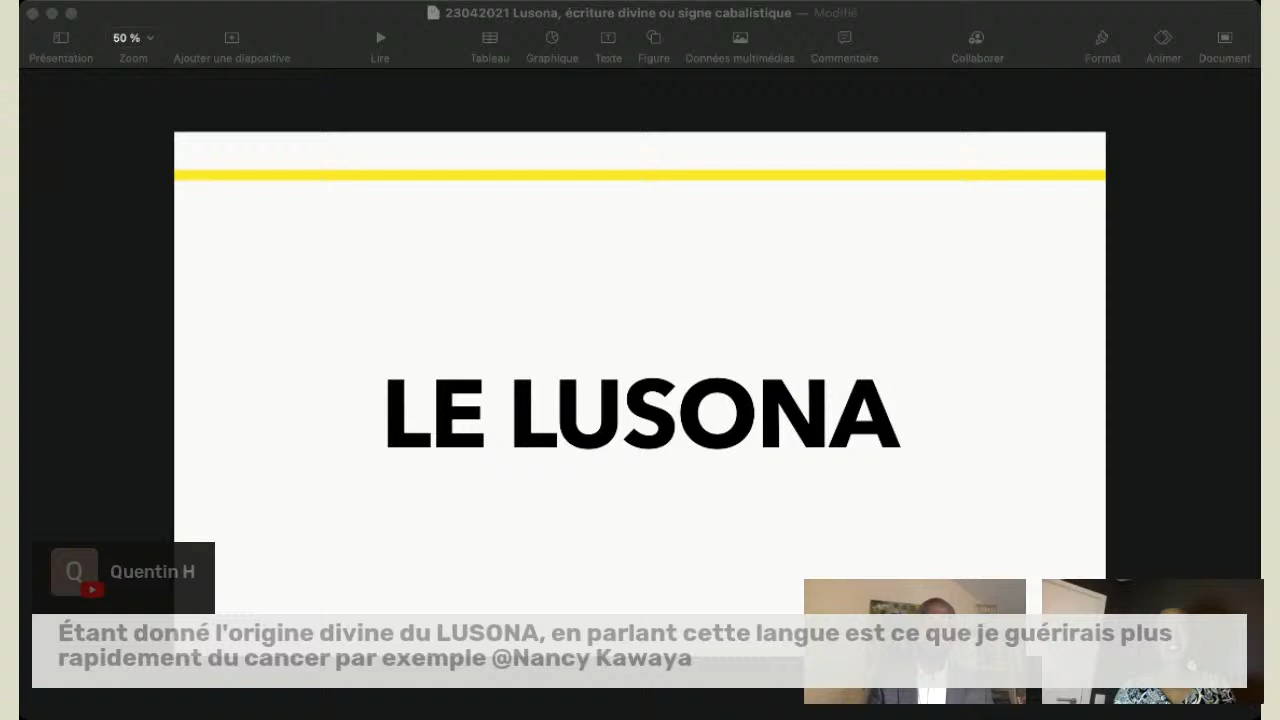 23042021 Lusona, écriture divine ou signe cabalistique — Modifié
50 %
Présentation Zoom Ajouter une diapositive Lire Tableau Graphique Texte Figure Données multimédias Commentaire Collaborer Format Animer Document
LE LUSONA
Q Quentin H
Étant donné l'origine divine du LUSONA, en parlant cette langue est ce que je guérirais plus
rapidement du cancer par exemple @Nancy Kawaya